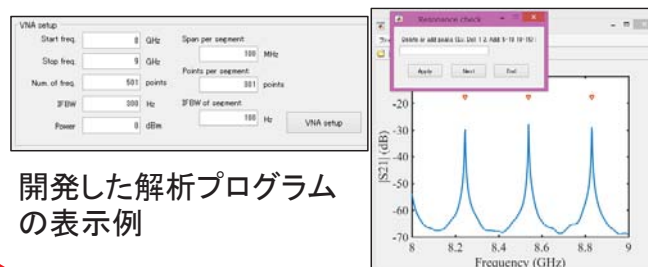 VNA setup
Start freq. 8 GHz
Stop freq. 9 GHz
Num. of freq. 501 points
IFBW 300 Hz
Power 0 dBm
Span per segment:
100 MHz
Points per segment:
801 points
IFBW of segment
100 Hz
VNA setup
開発した解析プログラム
の表示例
Resonance check
Delete or add peaks
Apply Next End
|S21| (dB)
-20
-30
-40
-50
-60
-70
8 8.2 8.4 8.6 8.8 9
Frequency (GHz)